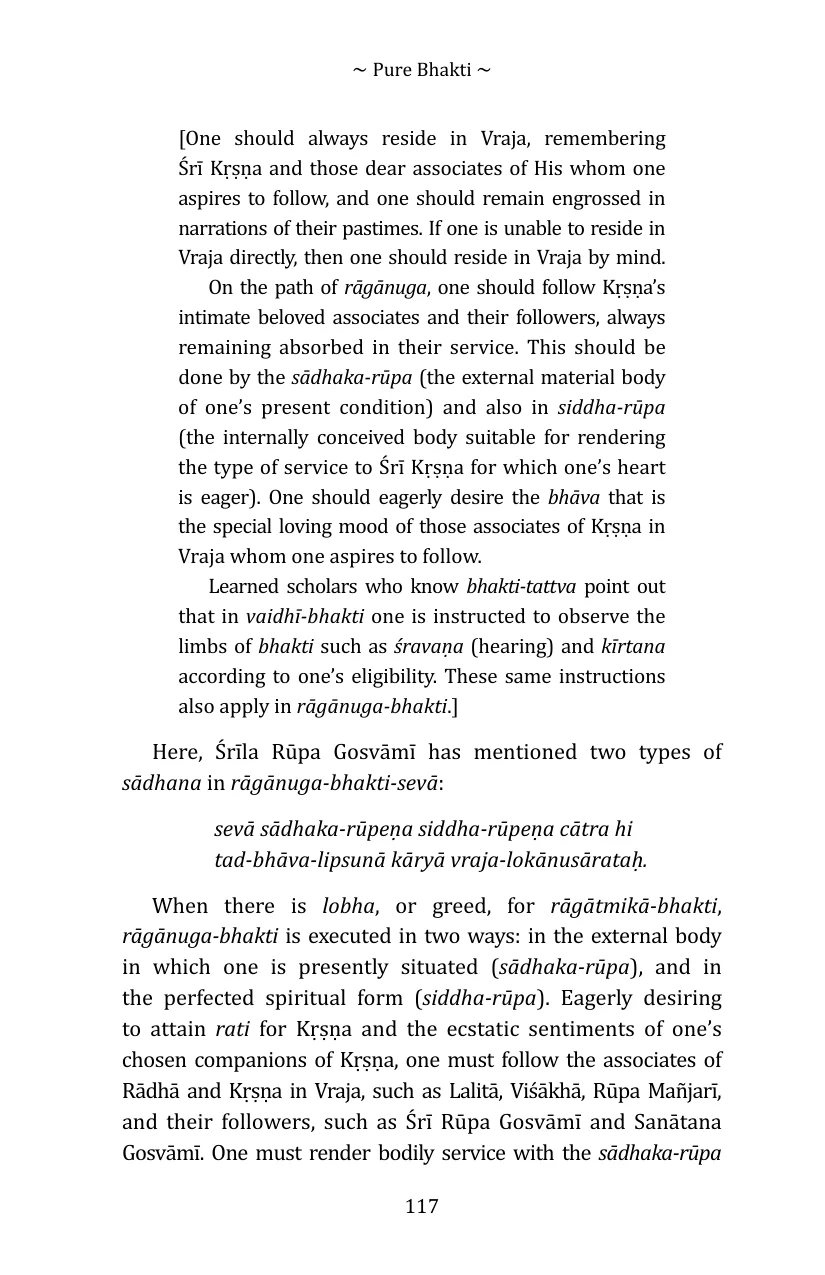 ~ Pure Bhakti ~
[One should always reside in Vraja, remembering
Śrī Kṛṣṇa and those dear associates of His whom one
aspires to follow, and one should remain engrossed in
narrations of their pastimes. If one is unable to reside in
Vraja directly, then one should reside in Vraja by mind.
On the path of rāgānuga, one should follow Kṛṣṇa’s
intimate beloved associates and their followers, always
remaining absorbed in their service. This should be
done by the sādhaka-rūpa (the external material body
of one’s present condition) and also in siddha-rūpa
(the internally conceived body suitable for rendering
the type of service to Śrī Kṛṣṇa for which one’s heart
is eager). One should eagerly desire the bhāva that is
the special loving mood of those associates of Kṛṣṇa in
Vraja whom one aspires to follow.
Learned scholars who know bhakti-tattva point out
that in vaidhī-bhakti one is instructed to observe the
limbs of bhakti such as śravaṇa (hearing) and kīrtana
according to one’s eligibility. These same instructions
also apply in rāgānuga-bhakti.]
Here, Śrīla Rūpa Gosvāmī has mentioned two types of
sādhana in rāgānuga-bhakti-sevā:
sevā sādhaka-rūpeṇa siddha-rūpeṇa cātra hi
tad-bhāva-lipsunā kāryā vraja-lokānusārataḥ.
When there is lobha, or greed, for rāgātmikā-bhakti,
rāgānuga-bhakti is executed in two ways: in the external body
in which one is presently situated (sādhaka-rūpa), and in
the perfected spiritual form (siddha-rūpa). Eagerly desiring
to attain rati for Kṛṣṇa and the ecstatic sentiments of one’s
chosen companions of Kṛṣṇa, one must follow the associates of
Rādhā and Kṛṣṇa in Vraja, such as Lalitā, Viśākhā, Rūpa Mañjarī,
and their followers, such as Śrī Rūpa Gosvāmī and Sanātana
Gosvāmī. One must render bodily service with the sādhaka-rūpa
117